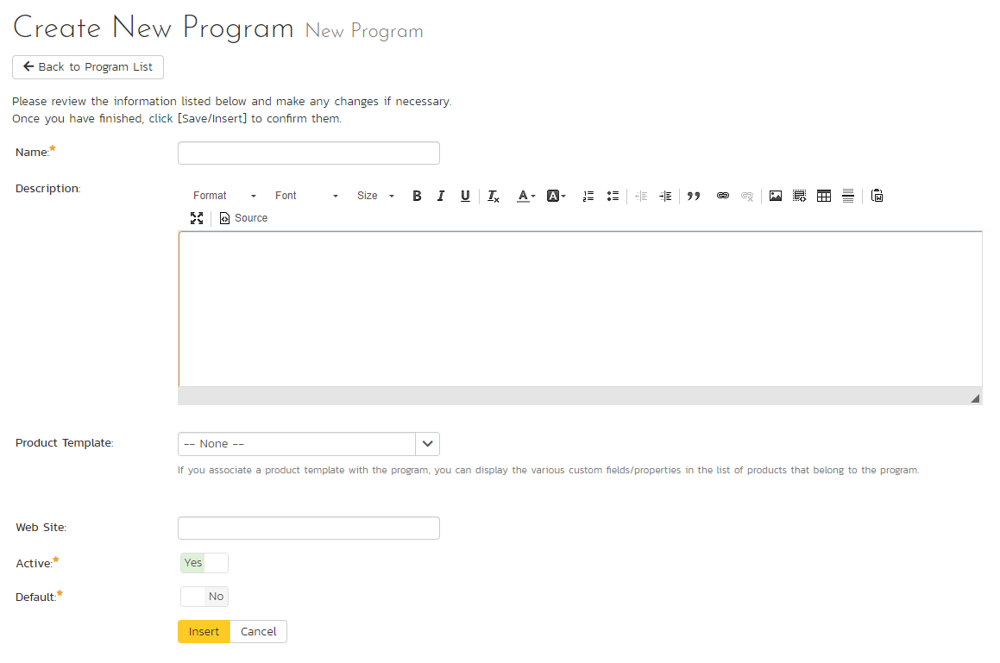 Create New Program New Program
Back to Program List
Please review the information listed below and make any changes if necessary.
Once you have finished, click [Save/Insert] to confirm them.
Name:
Description:
Format Font Size B I U Tx A A
Source
Product Template: -- None --
If you associate a product template with the program, you can display the various custom fields/properties in the list of products that belong to the program.
Web Site:
Active: Yes
Default: No
Insert Cancel